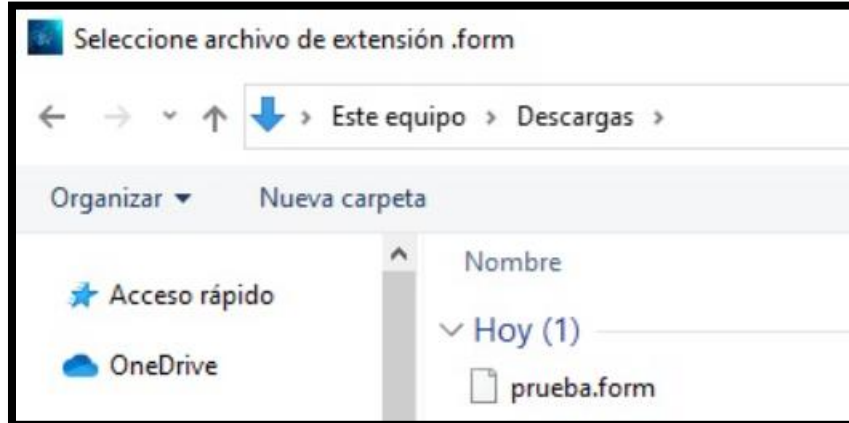 Seleccione archivo de extensión .form
Este equipo > Descargas >
Organizar Nueva carpeta
Nombre
Acceso rápido
Hoy (1)
OneDrive
prueba.form